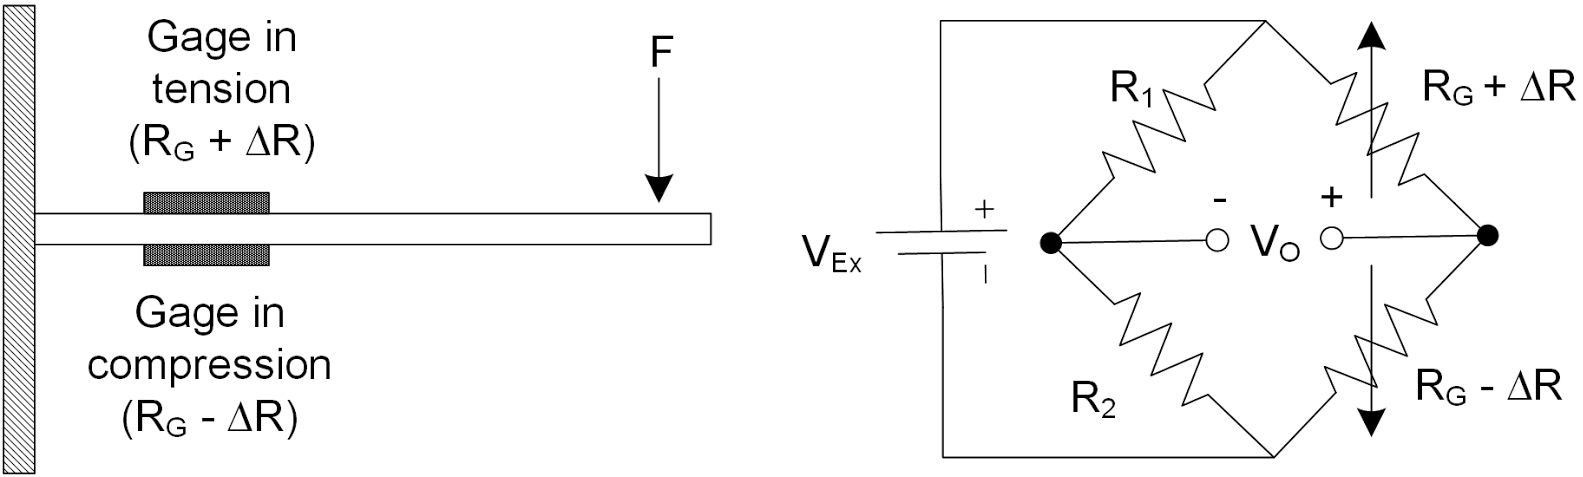 Gage in
tension
(R_G + ΔR)
F
Gage in
compression
(R_G - ΔR)
V_Ex
+
–
R_1
R_G + ΔR
- V_O +
R_2
R_G - ΔR